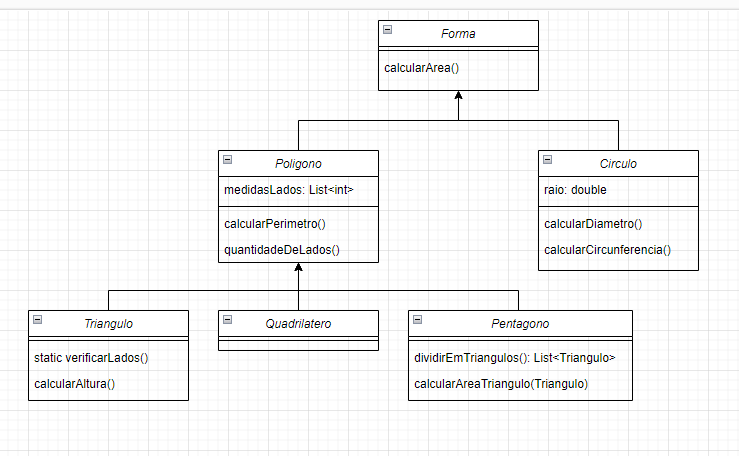 Forma
calcularArea()
Poligono
medidasLados: List<int>
calcularPerimetro()
quantidadeDeLados()
Circulo
raio: double
calcularDiametro()
calcularCircunferencia()
Triangulo
static verificarLados()
calcularAltura()
Quadrilatero
Pentagono
dividirEmTriangulos(): List<Triangulo>
calcularAreaTriangulo(Triangulo)